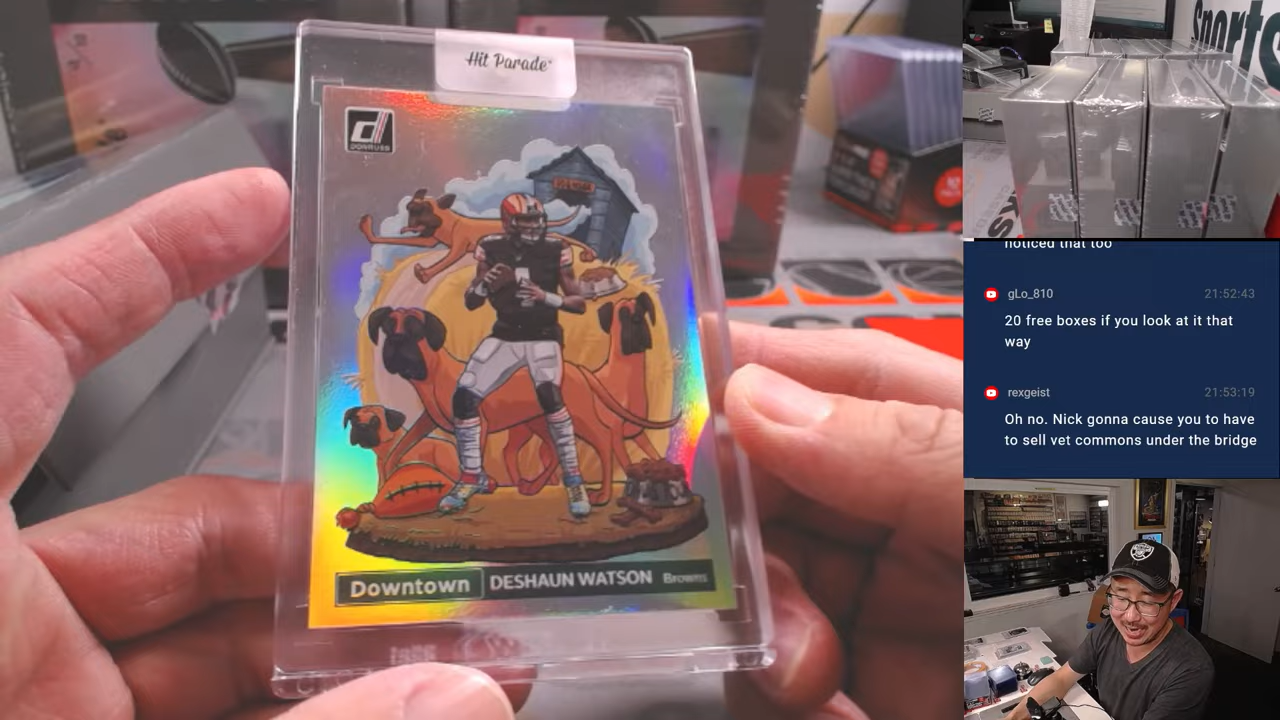 Hit Parade
d
DONRUSS
Downtown DESHAUN WATSON Browns
Sports
noticed that too
gLo_810 21:52:43
20 free boxes if you look at it that
way
rexgeist 21:53:19
Oh no. Nick gonna cause you to have
to sell vet commons under the bridge